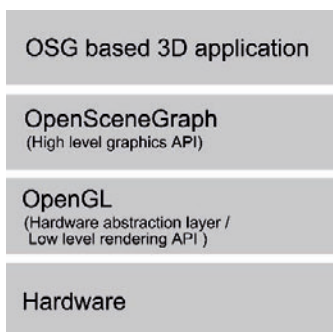 OSG based 3D application
OpenSceneGraph
(High level graphics API)
OpenGL
(Hardware abstraction layer /
Low level rendering API )
Hardware